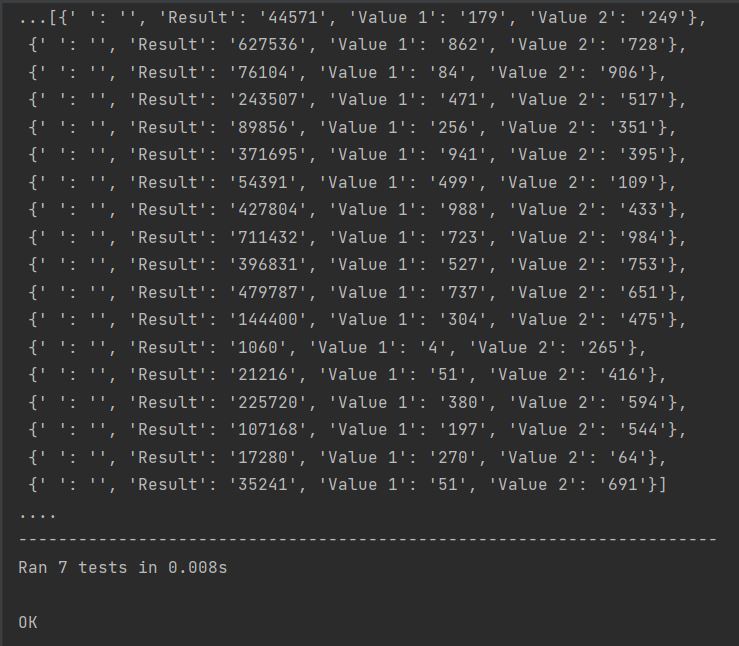 ...[{' ': '', 'Result': '44571', 'Value 1': '179', 'Value 2': '249'},
{' ': '', 'Result': '627536', 'Value 1': '862', 'Value 2': '728'},
{' ': '', 'Result': '76104', 'Value 1': '84', 'Value 2': '906'},
{' ': '', 'Result': '243507', 'Value 1': '471', 'Value 2': '517'},
{' ': '', 'Result': '89856', 'Value 1': '256', 'Value 2': '351'},
{' ': '', 'Result': '371695', 'Value 1': '941', 'Value 2': '395'},
{' ': '', 'Result': '54391', 'Value 1': '499', 'Value 2': '109'},
{' ': '', 'Result': '427804', 'Value 1': '988', 'Value 2': '433'},
{' ': '', 'Result': '711432', 'Value 1': '723', 'Value 2': '984'},
{' ': '', 'Result': '396831', 'Value 1': '527', 'Value 2': '753'},
{' ': '', 'Result': '479787', 'Value 1': '737', 'Value 2': '651'},
{' ': '', 'Result': '144400', 'Value 1': '304', 'Value 2': '475'},
{' ': '', 'Result': '1060', 'Value 1': '4', 'Value 2': '265'},
{' ': '', 'Result': '21216', 'Value 1': '51', 'Value 2': '416'},
{' ': '', 'Result': '225720', 'Value 1': '380', 'Value 2': '594'},
{' ': '', 'Result': '107168', 'Value 1': '197', 'Value 2': '544'},
{' ': '', 'Result': '17280', 'Value 1': '270', 'Value 2': '64'},
{' ': '', 'Result': '35241', 'Value 1': '51', 'Value 2': '691'}]
....
----------------------------------------------------------------------
Ran 7 tests in 0.008s
OK